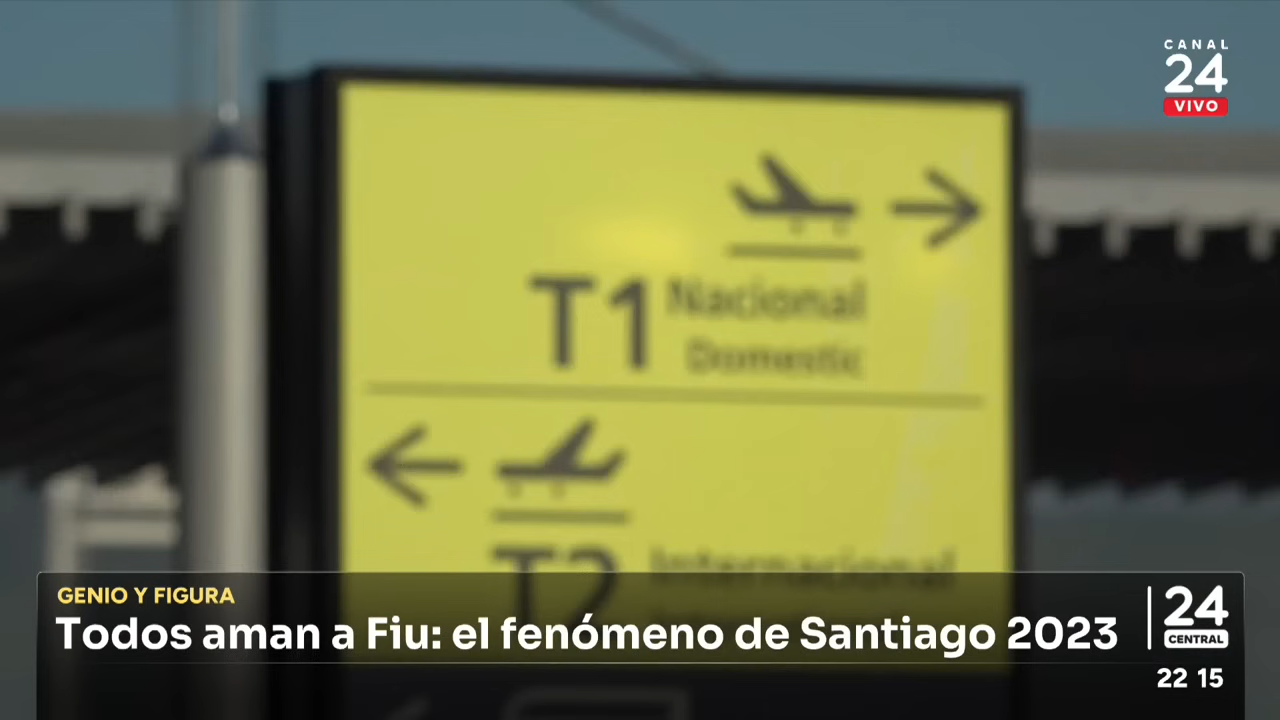 CANAL
24
VIVO
T1 Nacional
Domestic
T2 Internacional
GENIO Y FIGURA
Todos aman a Fiu: el fenómeno de Santiago 2023
24
CENTRAL
22 15